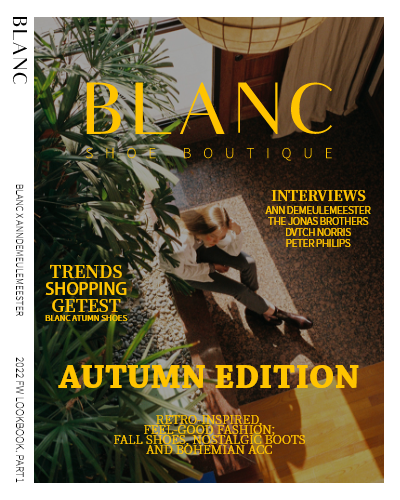 BLANC
BLANC X ANNDEMEULEMEESTER
2022 FW LOOKBOOK, PART 1
BLANC
SHOE BOUTIQUE
INTERVIEWS
ANN DEMEULEMEESTER
THE JONAS BROTHERS
DVTCH NORRIS
PETER PHILIPS
TRENDS
SHOPPING
GETEST
BLANC ATUMN SHOES
AUTUMN EDITION
RETRO-INSPIRED,
FEEL-GOOD FASHION;
FALL SHOES, NOSTALGIC BOOTS
AND BOHEMIAN ACC